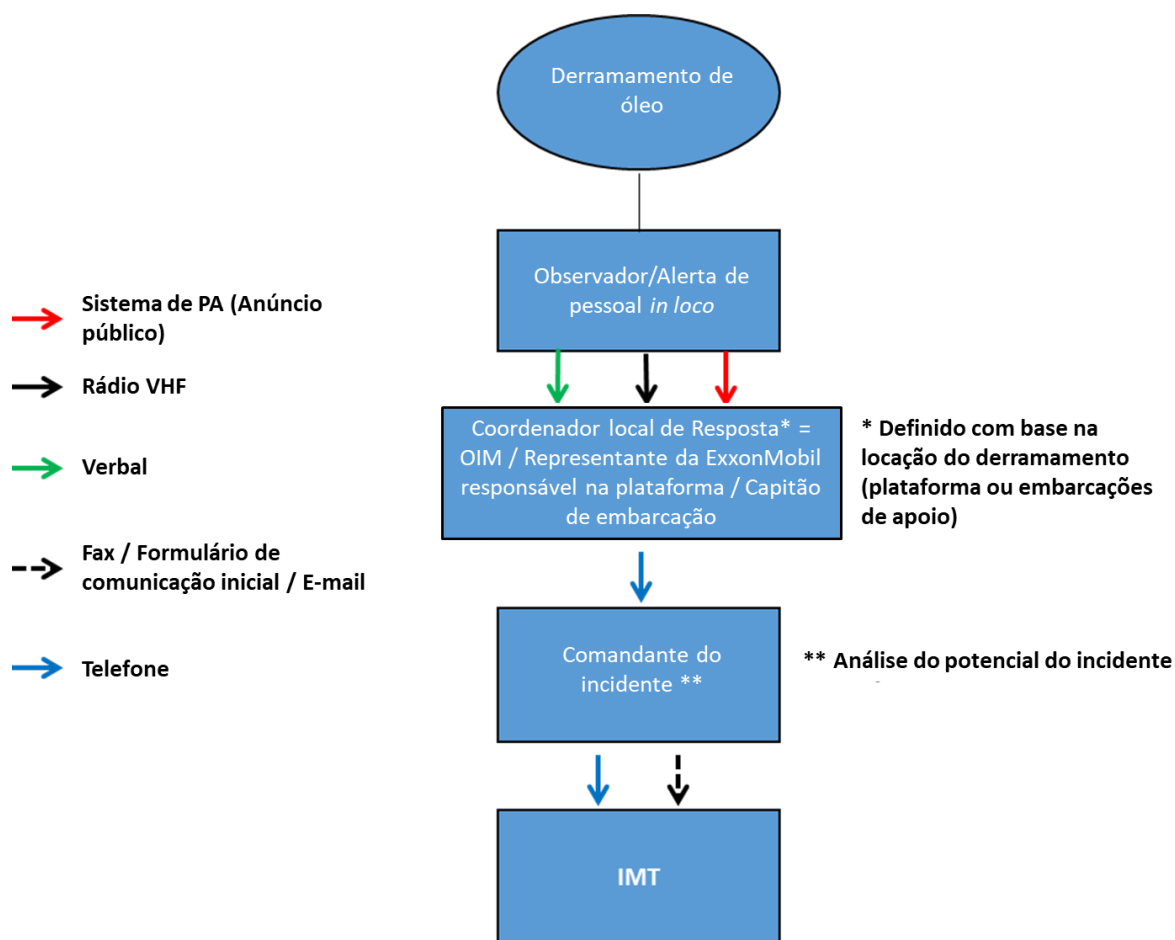 Derramamento de
óleo
Observador/Alerta de
pessoal in loco
Sistema de PA (Anúncio
público)
Rádio VHF
Verbal
Fax / Formulário de
comunicação inicial / E-mail
Telefone
Coordenador local de Resposta* =
OIM / Representante da ExxonMobil
responsável na plataforma / Capitão
de embarcação
* Definido com base na
locação do derramamento
(plataforma ou embarcações
de apoio)
Comandante do
incidente **
** Análise do potencial do incidente
IMT